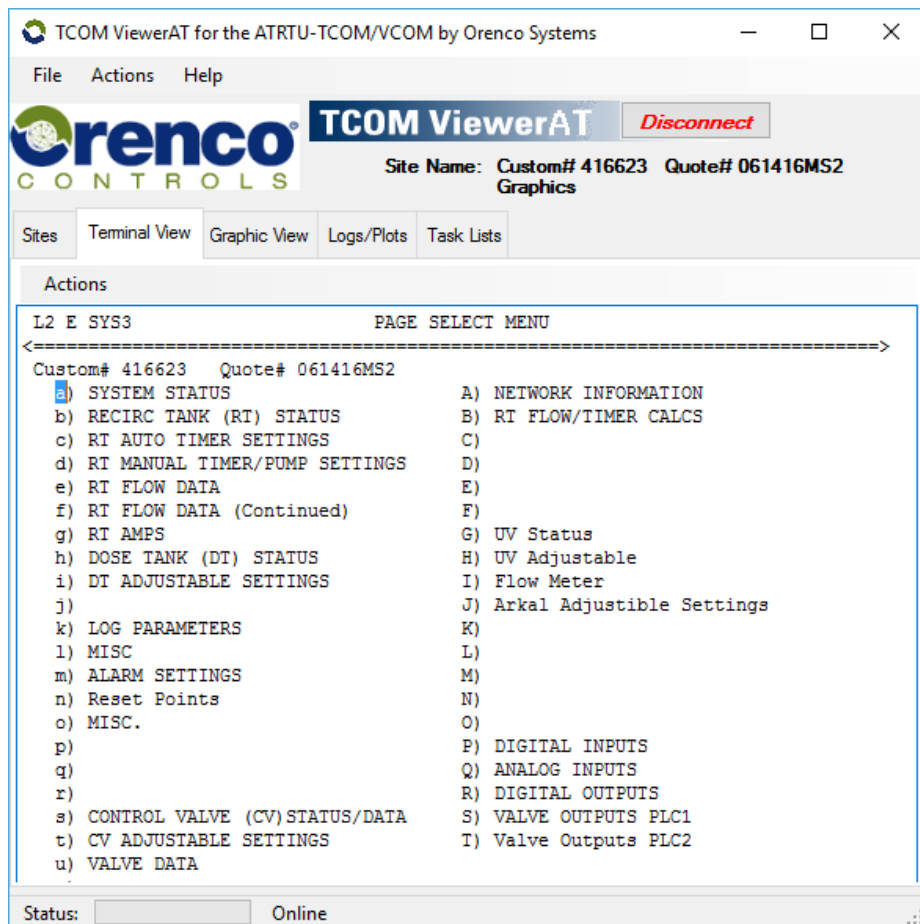 TCOM ViewerAT for the ATRTU-TCOM/VCOM by Orenco Systems
File Actions Help
Orenco CONTROLS
TCOM ViewerAT
Disconnect
Site Name: Custom# 416623 Quote# 061416MS2
Graphics
Sites Terminal View Graphic View Logs/Plots Task Lists
Actions
L2 E SYS3 PAGE SELECT MENU
<=============================================================================>
Custom# 416623 Quote# 061416MS2
a) SYSTEM STATUS A) NETWORK INFORMATION
b) RECIRC TANK (RT) STATUS B) RT FLOW/TIMER CALCS
c) RT AUTO TIMER SETTINGS C)
d) RT MANUAL TIMER/PUMP SETTINGS D)
e) RT FLOW DATA E)
f) RT FLOW DATA (Continued) F)
g) RT AMPS G) UV Status
h) DOSE TANK (DT) STATUS H) UV Adjustable
i) DT ADJUSTABLE SETTINGS I) Flow Meter
j) J) Arkal Adjustible Settings
k) LOG PARAMETERS K)
l) MISC L)
m) ALARM SETTINGS M)
n) Reset Points N)
o) MISC. O)
p) P) DIGITAL INPUTS
q) Q) ANALOG INPUTS
r) R) DIGITAL OUTPUTS
s) CONTROL VALVE (CV)STATUS/DATA S) VALVE OUTPUTS PLC1
t) CV ADJUSTABLE SETTINGS T) Valve Outputs PLC2
u) VALVE DATA
Status: Online